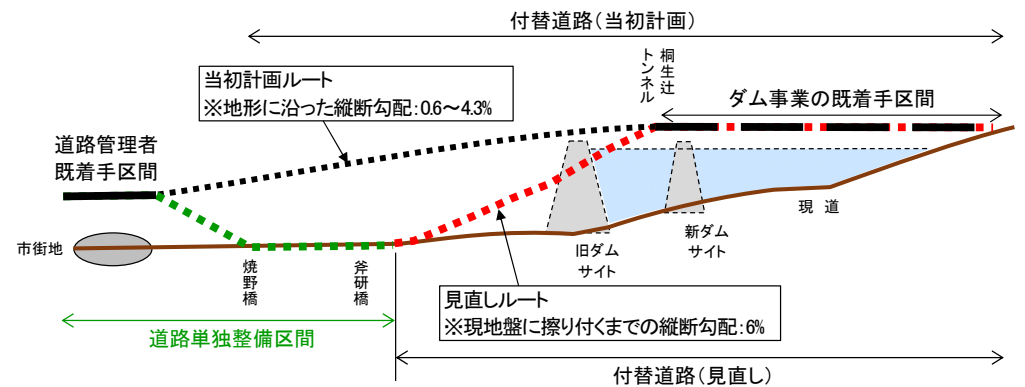 付替道路（当初計画）
当初計画ルート
※地形に沿った縦断勾配：0.6～4.3%
桐生辻
トンネル
ダム事業の既着手区間
道路管理者
既着手区間
市街地
焼野橋
斧研橋
旧ダム
サイト
新ダム
サイト
現 道
見直しルート
※現地盤に擦り付くまでの縦断勾配：6%
道路単独整備区間
付替道路（見直し）